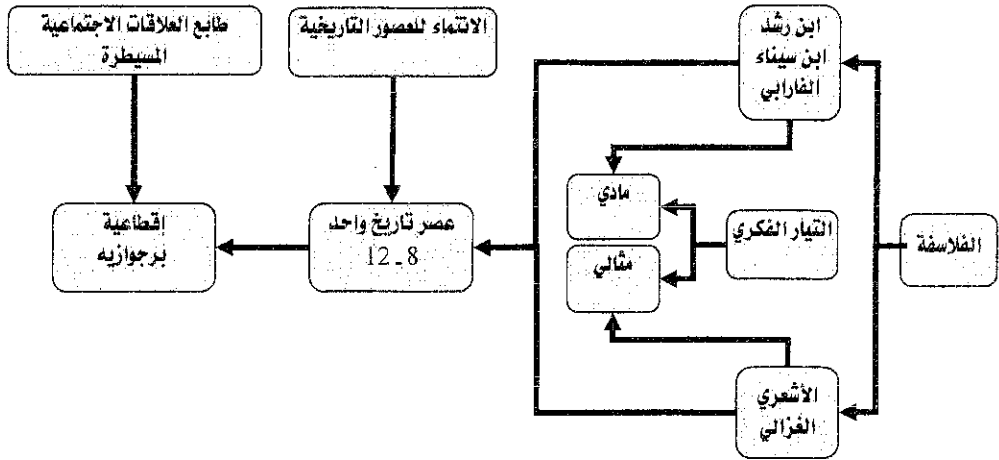 ابن رشد
ابن سيناء
الفارابي
الانتماء للعصور التاريخية
طابع العلاقات الاجتماعية
المسيطرة
مادي
التيار الفكري
مثالي
الفلاسفة
عصر تاريخ واحد
8 ـ 12
إقطاعية
برجوازيه
الأشعري
الغزالي